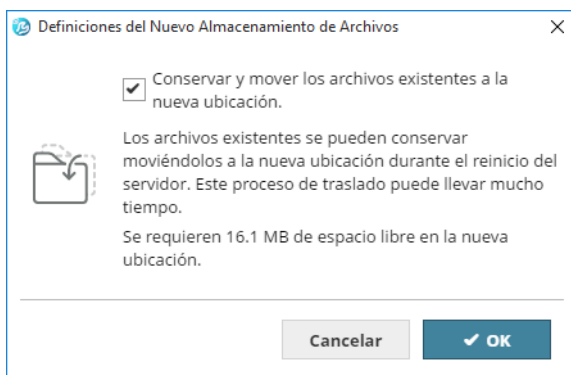 Definiciones del Nuevo Almacenamiento de Archivos
Conservar y mover los archivos existentes a la
nueva ubicación.
Los archivos existentes se pueden conservar
moviéndolos a la nueva ubicación durante el reinicio del
servidor. Este proceso de traslado puede llevar mucho
tiempo.
Se requieren 16.1 MB de espacio libre en la nueva
ubicación.
Cancelar
OK